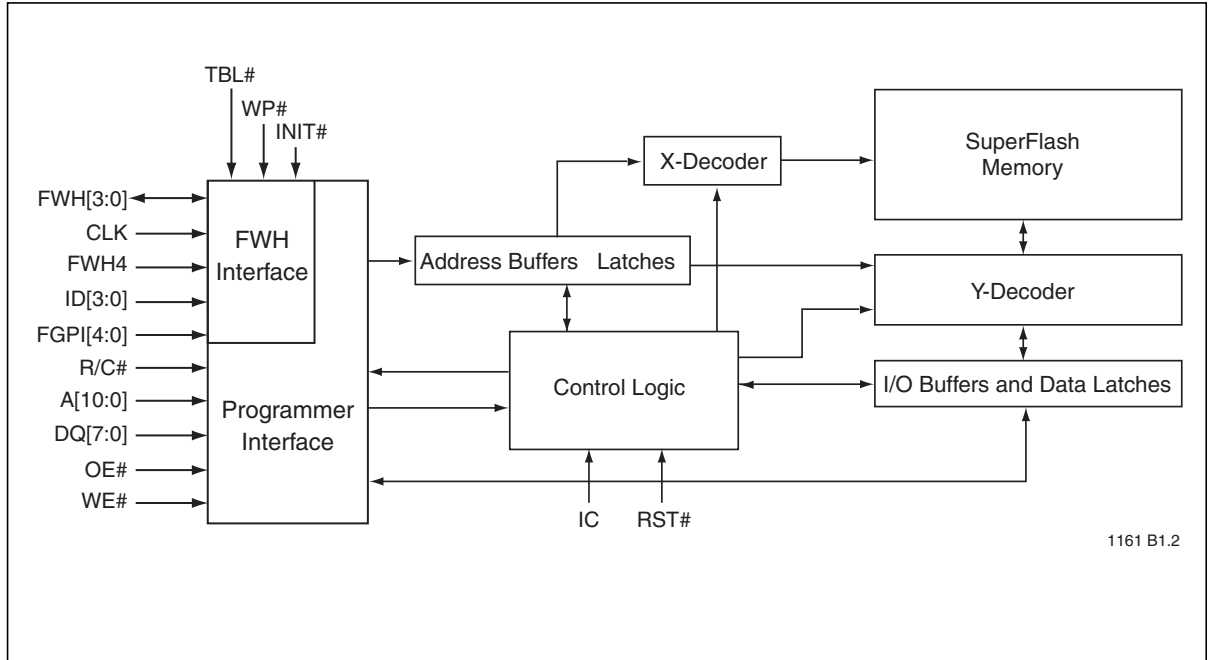 TBL#
WP#
INIT#
FWH[3:0]
CLK
FWH4
ID[3:0]
FGPI[4:0]
R/C#
A[10:0]
DQ[7:0]
OE#
WE#
FWH
Interface
Programmer
Interface
Address Buffers Latches
X-Decoder
SuperFlash
Memory
Y-Decoder
Control Logic
I/O Buffers and Data Latches
IC
RST#
1161 B1.2